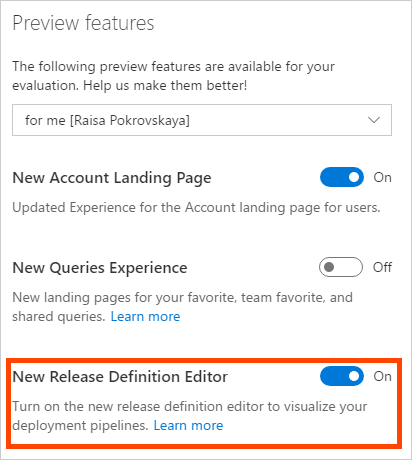 Preview features
The following preview features are available for your
evaluation. Help us make them better!
for me [Raisa Pokrovskaya]
New Account Landing Page On
Updated Experience for the Account landing page for users.
New Queries Experience Off
New landing pages for your favorite, team favorite, and
shared queries. Learn more
New Release Definition Editor On
Turn on the new release definition editor to visualize your
deployment pipelines. Learn more